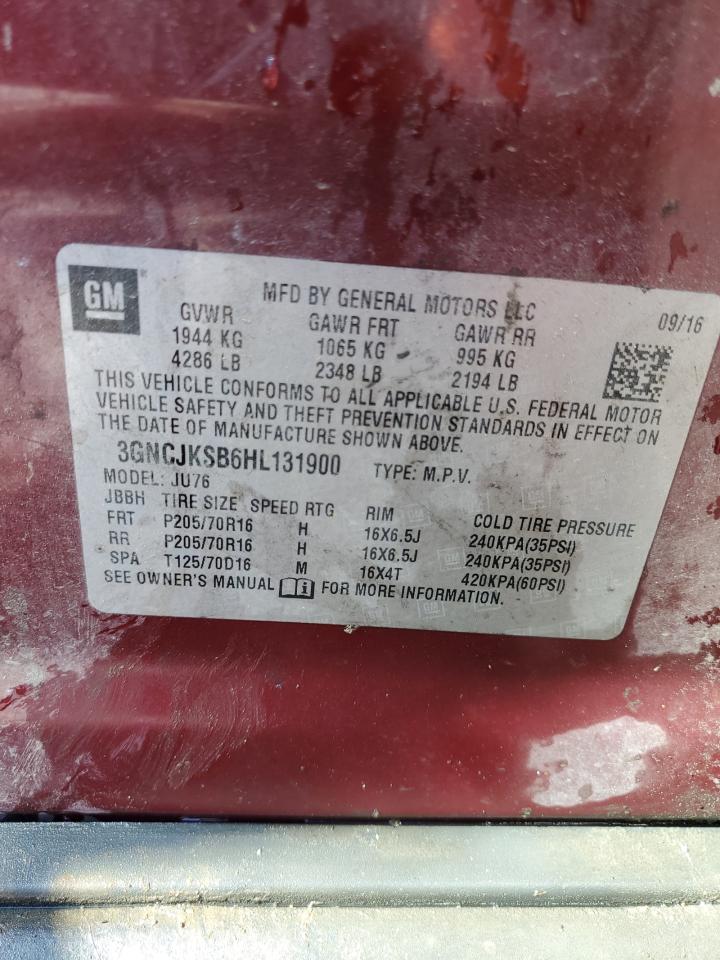 GM ®
MFD BY GENERAL MOTORS LLC 09/16
GVWR GAWR FRT GAWR RR
1944 KG 1065 KG 995 KG
4286 LB 2348 LB 2194 LB
THIS VEHICLE CONFORMS TO ALL APPLICABLE U.S. FEDERAL MOTOR
VEHICLE SAFETY AND THEFT PREVENTION STANDARDS IN EFFECT ON
THE DATE OF MANUFACTURE SHOWN ABOVE.
3GNCJKSB6HL131900 TYPE: M.P.V.
MODEL: JU76
JBBH TIRE SIZE SPEED RTG RIM COLD TIRE PRESSURE
FRT P205/70R16 H 16X6.5J 240KPA(35PSI)
RR P205/70R16 H 16X6.5J 240KPA(35PSI)
SPA T125/70D16 M 16X4T 420KPA(60PSI)
SEE OWNER'S MANUAL i FOR MORE INFORMATION.